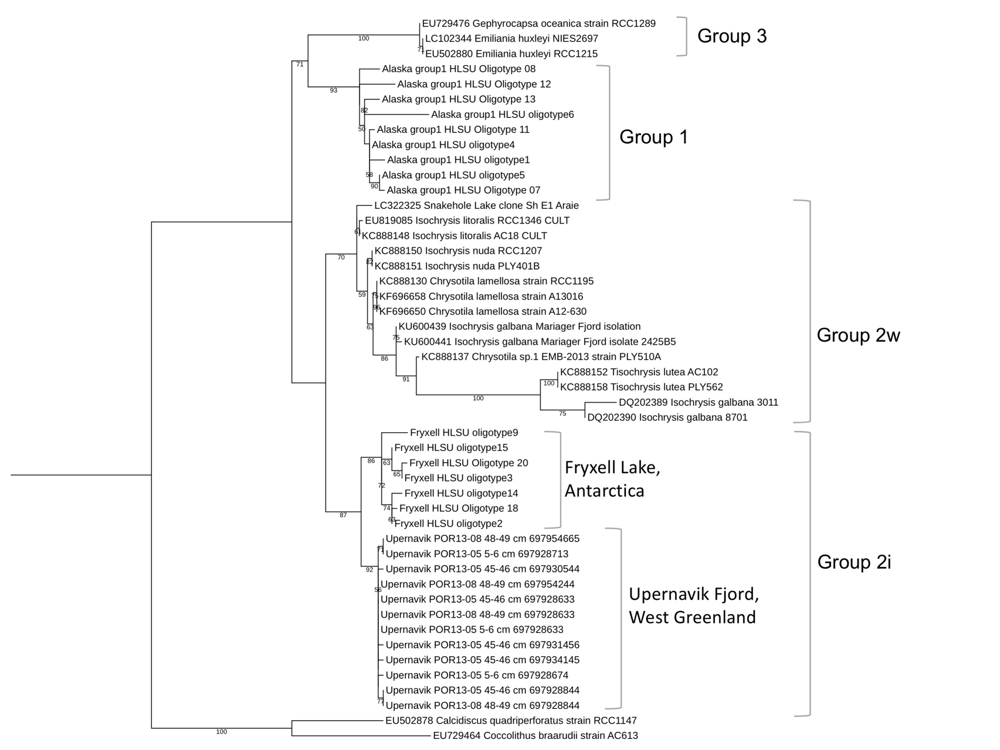 EU729476 Gephyrocapsa oceanica strain RCC1289
100
LC102344 Emiliania huxleyi NIES2697
Group 3
71
EU502880 Emiliania huxleyi RCC1215
71
Alaska group1 HLSU Oligotype 08
Alaska group1 HLSU Oligotype 12
93
Alaska group1 HLSU Oligotype 13
82
Alaska group1 HLSU oligotype6
50
Alaska group1 HLSU Oligotype 11
Group 1
Alaska group1 HLSU oligotype4
Alaska group1 HLSU oligotype1
58
Alaska group1 HLSU oligotype5
90
Alaska group1 HLSU Oligotype 07
LC322325 Snakehole Lake clone Sh E1 Araie
EU819085 Isochrysis litoralis RCC1346 CULT
61
KC888148 Isochrysis litoralis AC18 CULT
KC888150 Isochrysis nuda RCC1207
70
82
KC888151 Isochrysis nuda PLY401B
KC888130 Chrysotila lamellosa strain RCC1195
59
75
KF696658 Chrysotila lamellosa strain A13016
96
KF696650 Chrysotila lamellosa strain A12-630
63
KU600439 Isochrysis galbana Mariager Fjord isolation
Group 2w
75
KU600441 Isochrysis galbana Mariager Fjord isolate 2425B5
86
KC888137 Chrysotila sp.1 EMB-2013 strain PLY510A
KC888152 Tisochrysis lutea AC102
91
100
KC888158 Tisochrysis lutea PLY562
100
DQ202389 Isochrysis galbana 3011
75
DQ202390 Isochrysis galbana 8701
Fryxell HLSU oligotype9
Fryxell HLSU oligotype15
86
63
Fryxell HLSU Oligotype 20
65
Fryxell HLSU oligotype3
Fryxell Lake,
Antarctica
72
Fryxell HLSU oligotype14
74
Fryxell HLSU Oligotype 18
87
63
Fryxell HLSU oligotype2
Upernavik POR13-08 48-49 cm 697954665
71
Upernavik POR13-05 5-6 cm 697928713
Group 2i
92
Upernavik POR13-05 45-46 cm 697930544
56
Upernavik POR13-08 48-49 cm 697954244
Upernavik POR13-05 45-46 cm 697928633
Upernavik Fjord,
West Greenland
Upernavik POR13-08 48-49 cm 697928633
Upernavik POR13-05 5-6 cm 697928633
Upernavik POR13-05 45-46 cm 697931456
Upernavik POR13-05 45-46 cm 697934145
Upernavik POR13-05 5-6 cm 697928674
Upernavik POR13-05 45-46 cm 697928844
77
Upernavik POR13-08 48-49 cm 697928844
EU502878 Calcidiscus quadriperforatus strain RCC1147
100
EU729464 Coccolithus braarudii strain AC613